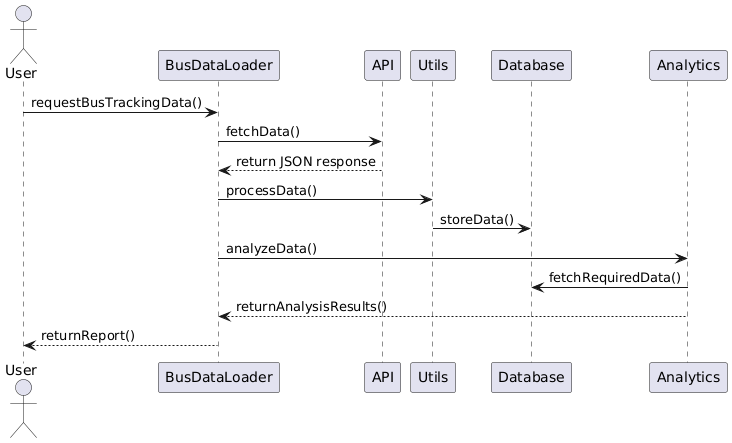 User
BusDataLoader
API
Utils
Database
Analytics
requestBusTrackingData()
fetchData()
return JSON response
processData()
storeData()
analyzeData()
fetchRequiredData()
returnAnalysisResults()
returnReport()
User
BusDataLoader
API
Utils
Database
Analytics